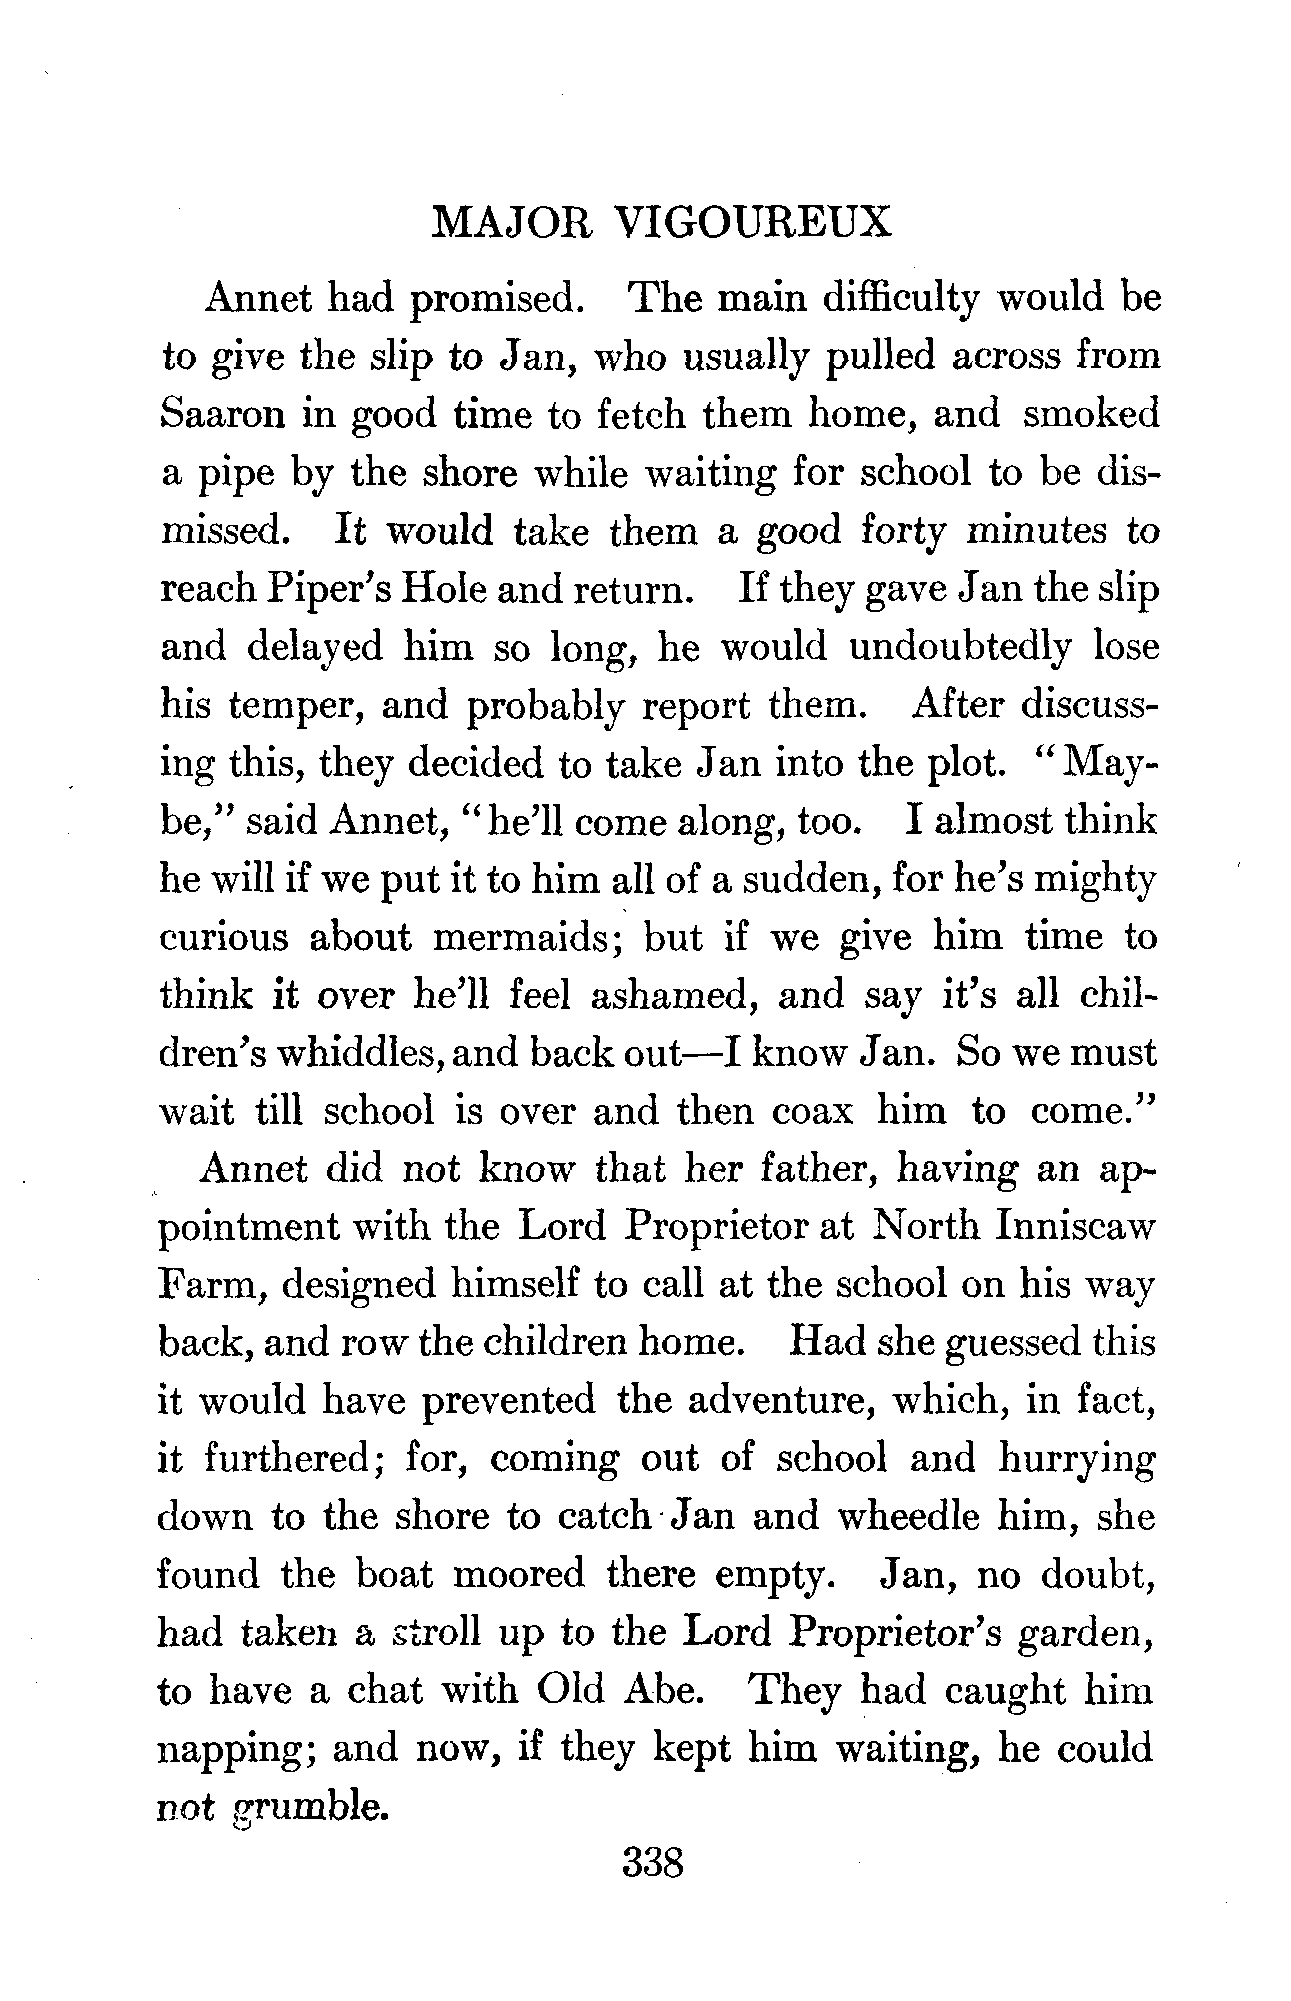 MAJOR VIGOUREUX
Annet had promised. The main difficulty would be
to give the slip to Jan, who usually pulled across from
Saaron in good time to fetch them home, and smoked
a pipe by the shore while waiting for school to be dis-
missed. It would take them a good forty minutes to
reach Piper's Hole and return. If they gave Jan the slip
and delayed him so long, he would undoubtedly lose
his temper, and probably report them. After discuss-
ing this, they decided to take Jan into the plot. "May-
be," said Annet, "he'll come along, too. I almost think
he will if we put it to him all of a sudden, for he's mighty
curious about mermaids; but if we give him time to
think it over he'll feel ashamed, and say it's all chil-
dren's whiddles, and back out—I know Jan. So we must
wait till school is over and then coax him to come."
Annet did not know that her father, having an ap-
pointment with the Lord Proprietor at North Inniscaw
Farm, designed himself to call at the school on his way
back, and row the children home. Had she guessed this
it would have prevented the adventure, which, in fact,
it furthered; for, coming out of school and hurrying
down to the shore to catch Jan and wheedle him, she
found the boat moored there empty. Jan, no doubt,
had taken a stroll up to the Lord Proprietor's garden,
to have a chat with Old Abe. They had caught him
napping; and now, if they kept him waiting, he could
not grumble.
338